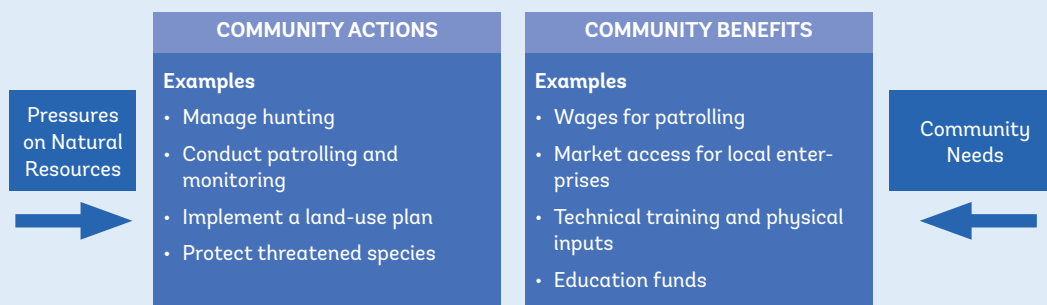 Pressures
on Natural
Resources
COMMUNITY ACTIONS
Examples
• Manage hunting
• Conduct patrolling and
monitoring
• Implement a land-use plan
• Protect threatened species
COMMUNITY BENEFITS
Examples
• Wages for patrolling
• Market access for local enter-
prises
• Technical training and physical
inputs
• Education funds
Community
Needs